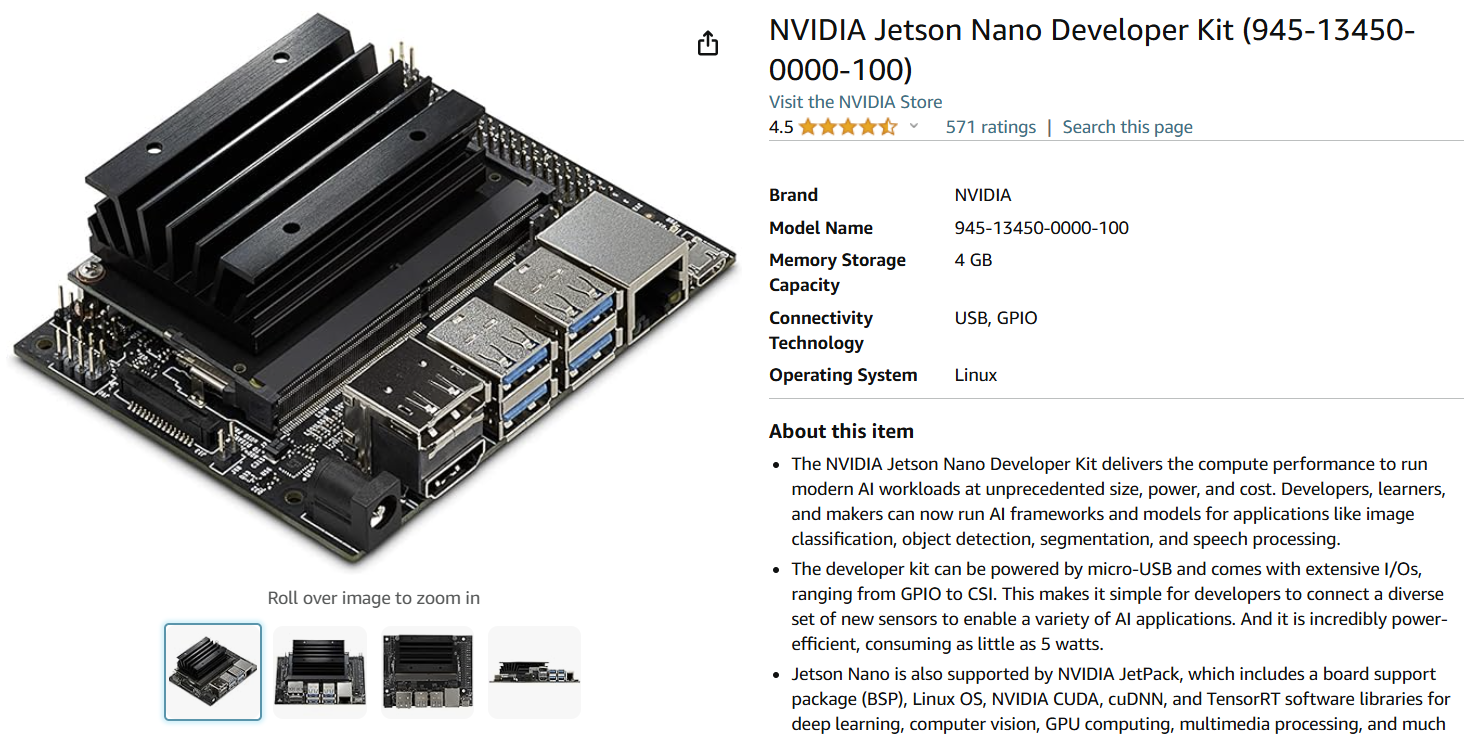 NVIDIA Jetson Nano Developer Kit (945-13450-
0000-100)
Visit the NVIDIA Store
4.5
571 ratings | Search this page
Brand NVIDIA
Model Name 945-13450-0000-100
Memory Storage 4 GB
Capacity
Connectivity USB, GPIO
Technology
Operating System Linux
About this item
• The NVIDIA Jetson Nano Developer Kit delivers the compute performance to run
modern AI workloads at unprecedented size, power, and cost. Developers, learners,
and makers can now run AI frameworks and models for applications like image
classification, object detection, segmentation, and speech processing.
• The developer kit can be powered by micro-USB and comes with extensive I/Os,
ranging from GPIO to CSI. This makes it simple for developers to connect a diverse
set of new sensors to enable a variety of AI applications. And it is incredibly power-
efficient, consuming as little as 5 watts.
• Jetson Nano is also supported by NVIDIA JetPack, which includes a board support
package (BSP), Linux OS, NVIDIA CUDA, cuDNN, and TensorRT software libraries for
deep learning, computer vision, GPU computing, multimedia processing, and much
Roll over image to zoom in